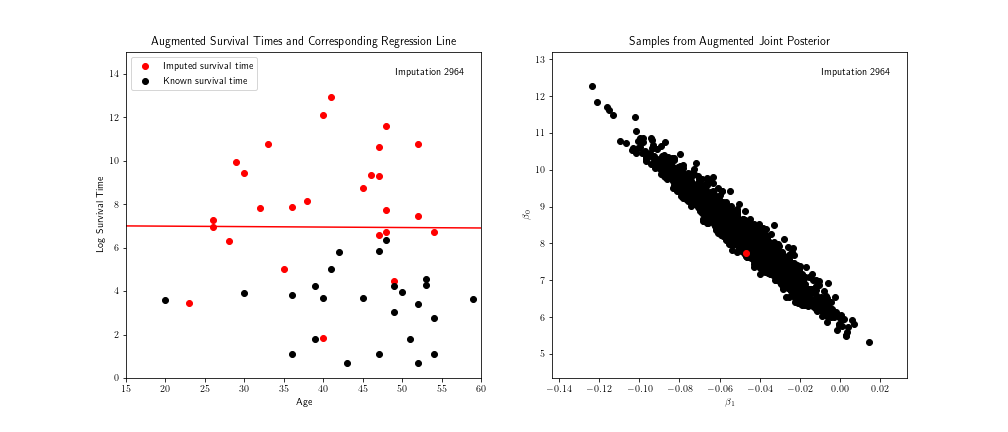 Augmented Survival Times and Corresponding Regression Line
Imputed survival time
Known survival time
Imputation 2964
Log Survival Time
14
12
10
8
6
4
2
0
15 20 25 30 35 40 45 50 55 60
Age
Samples from Augmented Joint Posterior
Imputation 2964
β₀
13
12
11
10
9
8
7
6
5
−0.14 −0.12 −0.10 −0.08 −0.06 −0.04 −0.02 0.00 0.02
β₁